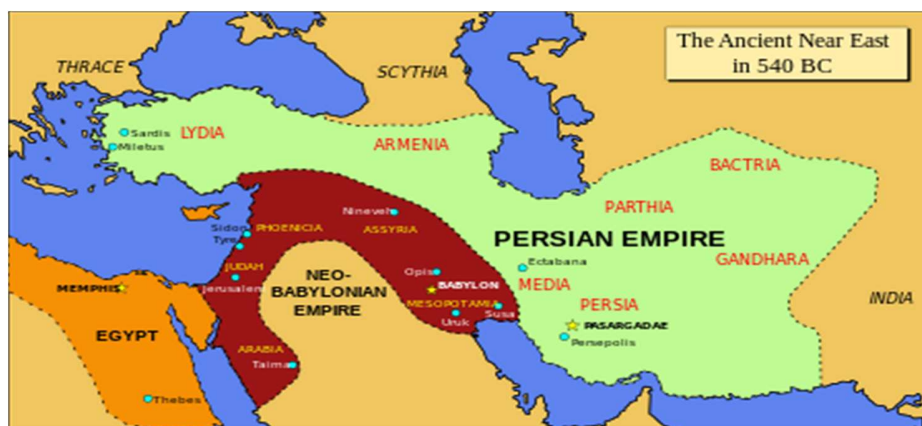 The Ancient Near East
in 540 BC
THRACE
SCYTHIA
Sardis
LYDIA
Miletus
ARMENIA
BACTRIA
PARTHIA
Nineveh
ASSYRIA
Sidon
PHOENICIA
Tyre
PERSIAN EMPIRE
GANDHARA
Ectabana
JUDAH
Jerusalem
NEO-
BABYLONIAN
EMPIRE
Opis
BABYLON
MEDIA
MESOPOTAMIA
Uruk
Susa
PERSIA
INDIA
MEMPHIS
PASARGADAE
Persepolis
EGYPT
ARABIA
Taima
Thebes